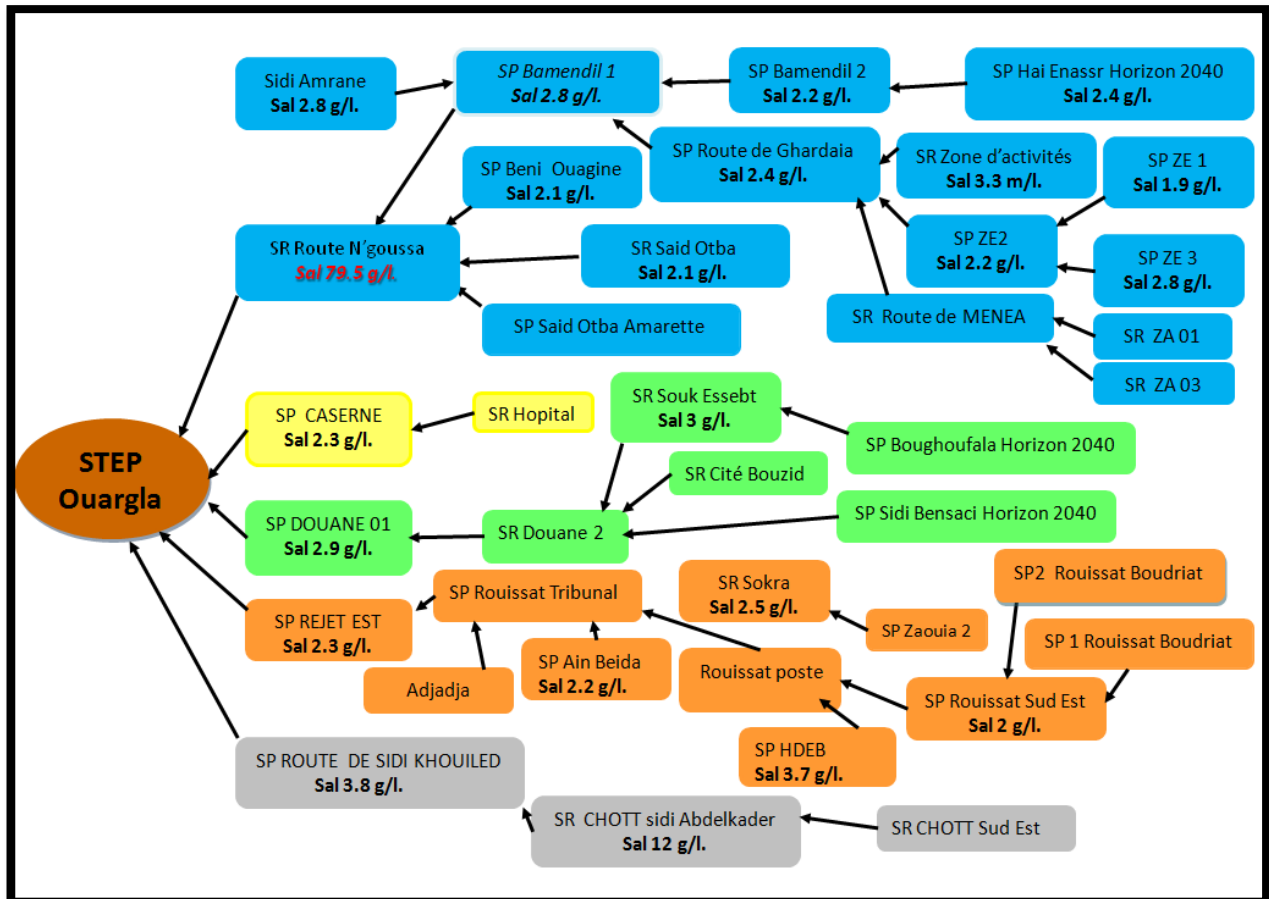 Sidi Amrane
Sal 2.8 g/l.
SP Bamendil 1
Sal 2.8 g/l.
SP Bamendil 2
Sal 2.2 g/l.
SP Hai Enassr Horizon 2040
Sal 2.4 g/l.
SP Beni Ouagine
Sal 2.1 g/l.
SP Route de Ghardaia
Sal 2.4 g/l.
SR Zone d’activités
Sal 3.3 m/l.
SP ZE 1
Sal 1.9 g/l.
SR Route N’goussa
Sal 79.5 g/l.
SR Said Otba
Sal 2.1 g/l.
SP ZE2
Sal 2.2 g/l.
SP ZE 3
Sal 2.8 g/l.
SP Said Otba Amarette
SR Route de MENEA
SR ZA 01
SR ZA 03
STEP
Ouargla
SP CASERNE
Sal 2.3 g/l.
SR Hopital
SR Souk Essebt
Sal 3 g/l.
SP Boughoufala Horizon 2040
SR Cité Bouzid
SP DOUANE 01
Sal 2.9 g/l.
SR Douane 2
SP Sidi Bensaci Horizon 2040
SP REJET EST
Sal 2.3 g/l.
SP Rouissat Tribunal
SR Sokra
Sal 2.5 g/l.
SP Zaouia 2
SP2 Rouissat Boudriat
SP 1 Rouissat Boudriat
Adjadja
SP Ain Beida
Sal 2.2 g/l.
Rouissat poste
SP Rouissat Sud Est
Sal 2 g/l.
SP HDEB
Sal 3.7 g/l.
SP ROUTE DE SIDI KHOUILED
Sal 3.8 g/l.
SR CHOTT sidi Abdelkader
Sal 12 g/l.
SR CHOTT Sud Est